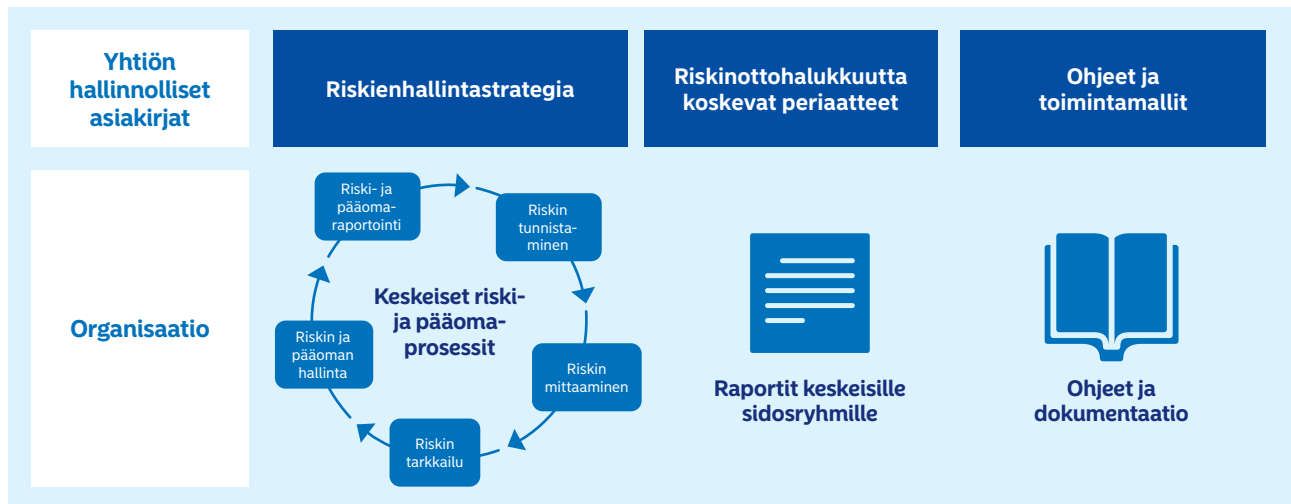 Yhtiön
hallinnolliset
asiakirjat
Riskienhallintastrategia
Riskinottohalukkuutta
koskevat periaatteet
Ohjeet ja
toimintamallit
Organisaatio
Riski- ja
pääoma-
raportointi
Riskin
tunnista-
minen
Keskeiset riski-
ja pääoma-
prosessit
Riskin ja
pääoman
hallinta
Riskin
mittaaminen
Riskin
tarkkailu
Raportit keskeisille
sidosryhmille
Ohjeet ja
dokumentaatio